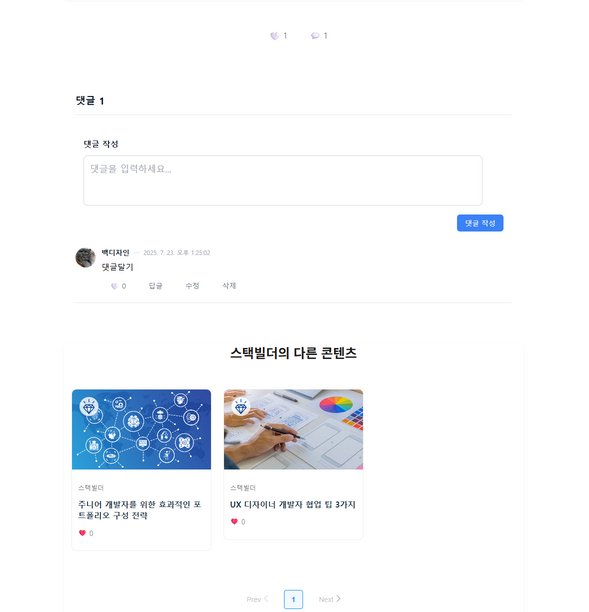 1 1
댓글 1
댓글 작성
댓글을 입력하세요...
댓글 작성
백디자인 2025. 7. 23. 오후 1:25:02
댓글달기
0 답글 수정 삭제
스택빌더의 다른 콘텐츠
스택빌더
주니어 개발자를 위한 효과적인 포
트폴리오 구성 전략
0
스택빌더
UX 디자이너 개발자 협업 팁 3가지
0
Prev 1 Next